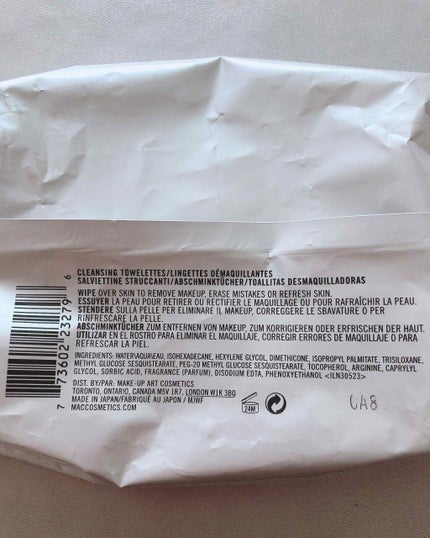 CLEANSING TOWELETTES/LINGETTES DÉMAQUILLANTES
SALVIETTINE STRUCCANTI/ABSCHMINKTÜCHER/TOALLITAS DESMAQUILLADORAS
WIPE OVER SKIN TO REMOVE MAKEUP, ERASE MISTAKES OR REFRESH SKIN.
ESSUYER LA PEAU POUR RETIRER OU RECTIFIER LE MAQUILLAGE OU POUR RAFRAÎCHIR LA PEAU.
STENDERE SULLA PELLE PER ELIMINARE IL MAKEUP, CORREGGERE LE SBAVATURE O PER
RINFRESCARE LA PELLE.
ABSCHMINKTÜCHER ZUM ENTFERNEN VON MAKEUP, ZUM KORRIGIEREN ODER ERFRISCHEN DER HAUT.
UTILIZAR EN EL ROSTRO PARA ELIMINAR EL MAQUILLAJE, CORREGIR ERRORES DE MAQUILLAJE O PARA
REFRESCAR LA PIEL.
INGREDIENTS: WATER\AQUA\EAU, ISOHEXADECANE, HEXYLENE GLYCOL, DIMETHICONE, ISOPROPYL PALMITATE, TRISILOXANE,
METHYL GLUCOSE SESQUISTEARATE, PEG-20 METHYL GLUCOSE SESQUISTEARATE, TOCOPHEROL, ARGININE, CAPRYLYL
GLYCOL, SORBIC ACID, FRAGRANCE (PARFUM), DISODIUM EDTA, PHENOXYETHANOL <ILN30523>
DIST. BY/PAR: MAKE-UP ART COSMETICS
TORONTO, ONTARIO, CANADA M5V 1R7, LONDON W1K 3BQ
MADE IN JAPAN/FABRIQUÉ AU JAPON / MJWF
MACCOSMETICS.COM
24M
CA8
7 73602 23279 6